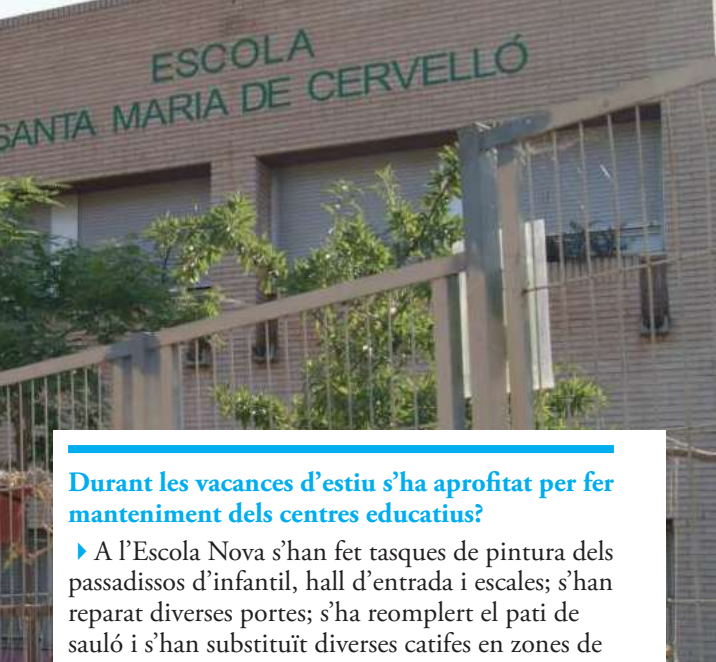 ESCOLA
SANTA MARIA DE CERVELLÓ
Durant les vacances d’estiu s’ha aprofitat per fer
manteniment dels centres educatius?
A l’Escola Nova s’han fet tasques de pintura dels
passadissos d’infantil, hall d’entrada i escales; s’han
reparat diverses portes; s’ha reomplert el pati de
sauló i s’han substituït diverses catifes en zones de